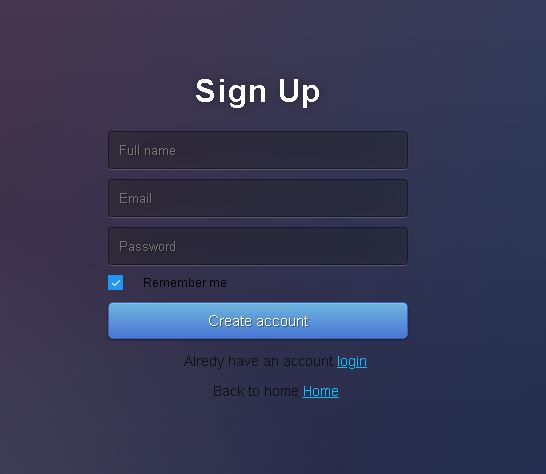 Sign Up
Full name
Email
Password
Remember me
Create account
Alredy have an account login
Back to home Home